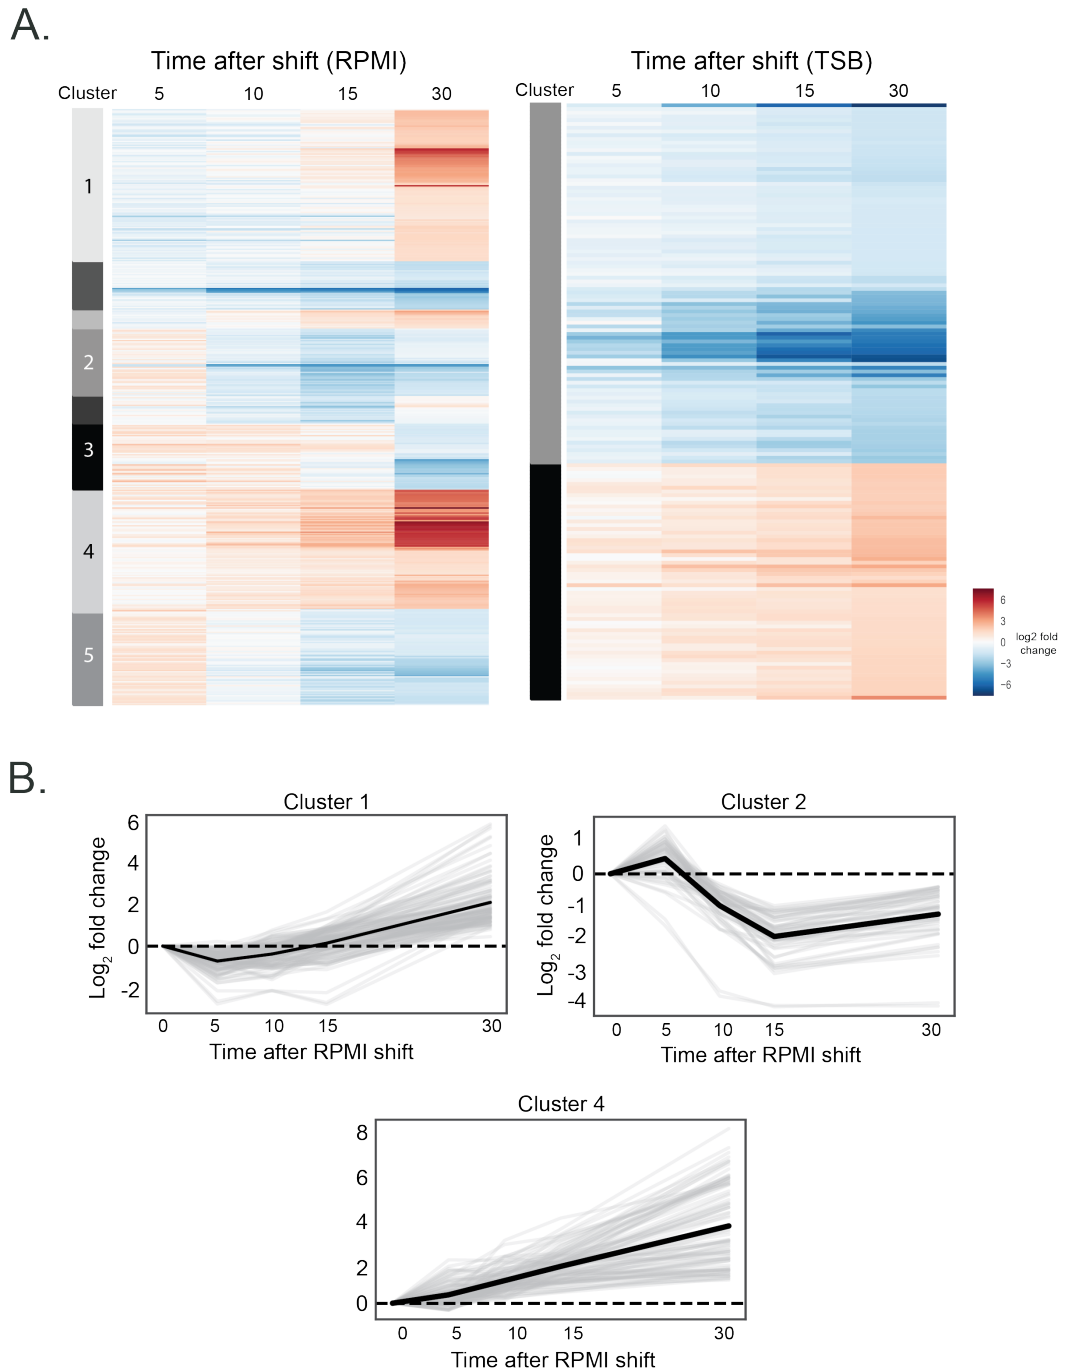 A.
Time after shift (RPMI)
Cluster 5 10 15 30
1
2
3
4
5
Time after shift (TSB)
Cluster 5 10 15 30
6
3
0
−3
−6
log2 fold
change
B.
Cluster 1
Log2 fold change
6
4
2
0
-2
0 5 10 15 30
Time after RPMI shift
Cluster 2
Log2 fold change
1
0
-1
-2
-3
-4
0 5 10 15 30
Time after RPMI shift
Cluster 4
8
6
4
2
0
0 5 10 15 30
Time after RPMI shift